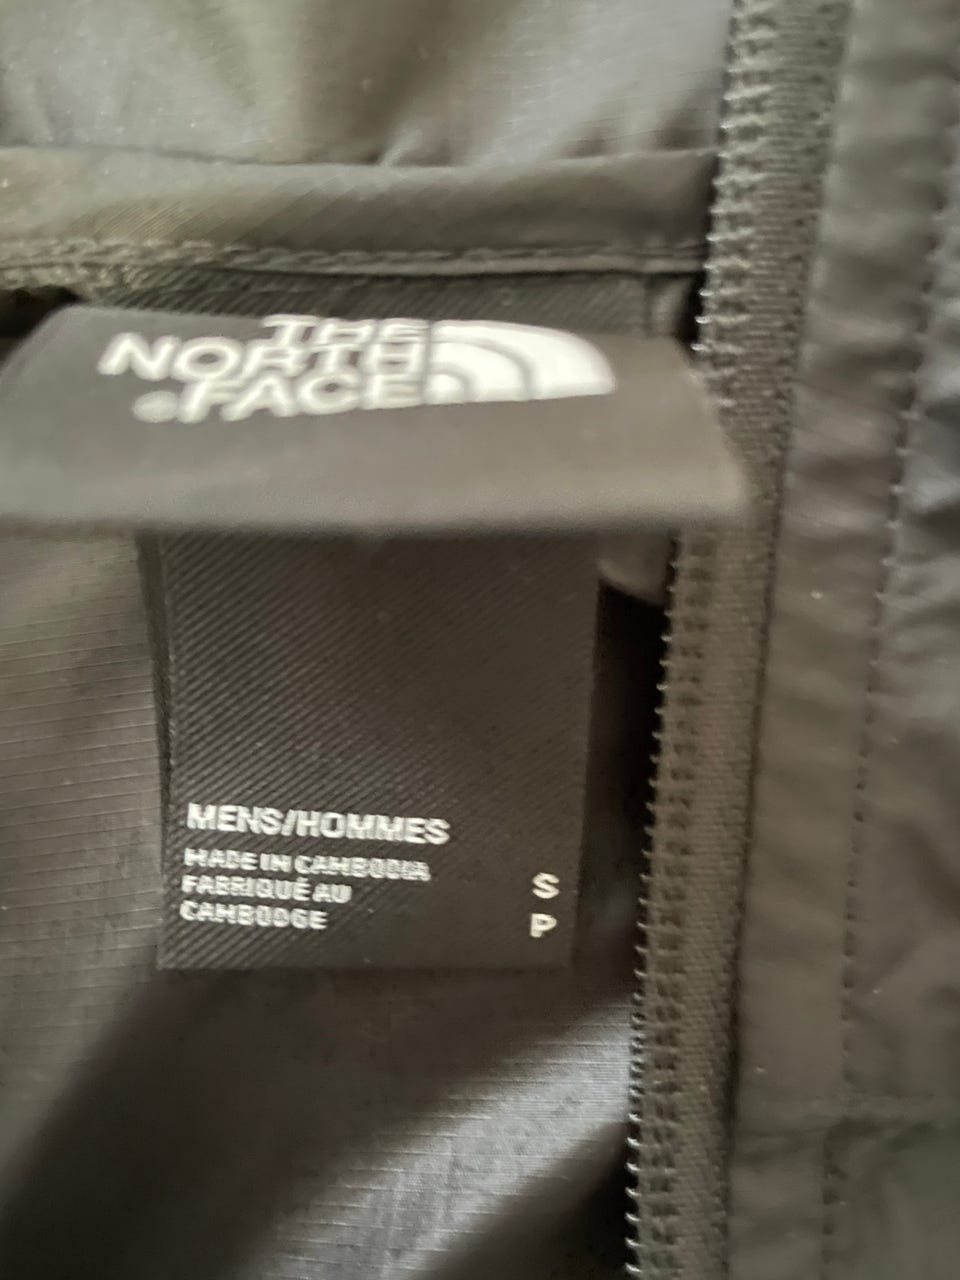 THE
NORTH
FACE
MENS/HOMMES
MADE IN CAMBODIA
FABRIQUÉ AU
CAMBODGE
S
P